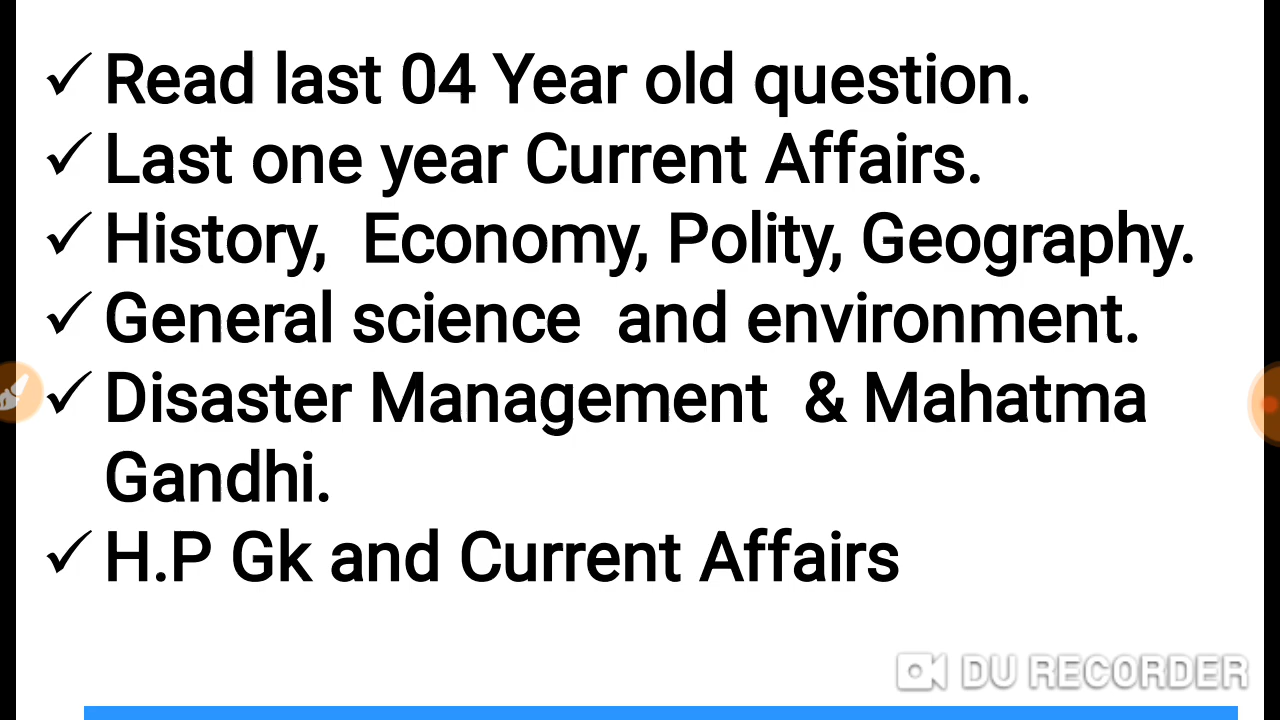 ✓ Read last 04 Year old question.
✓ Last one year Current Affairs.
✓ History,  Economy, Polity, Geography.
✓ General science  and environment.
✓ Disaster Management  & Mahatma
Gandhi.
✓ H.P Gk and Current Affairs
DU RECORDER